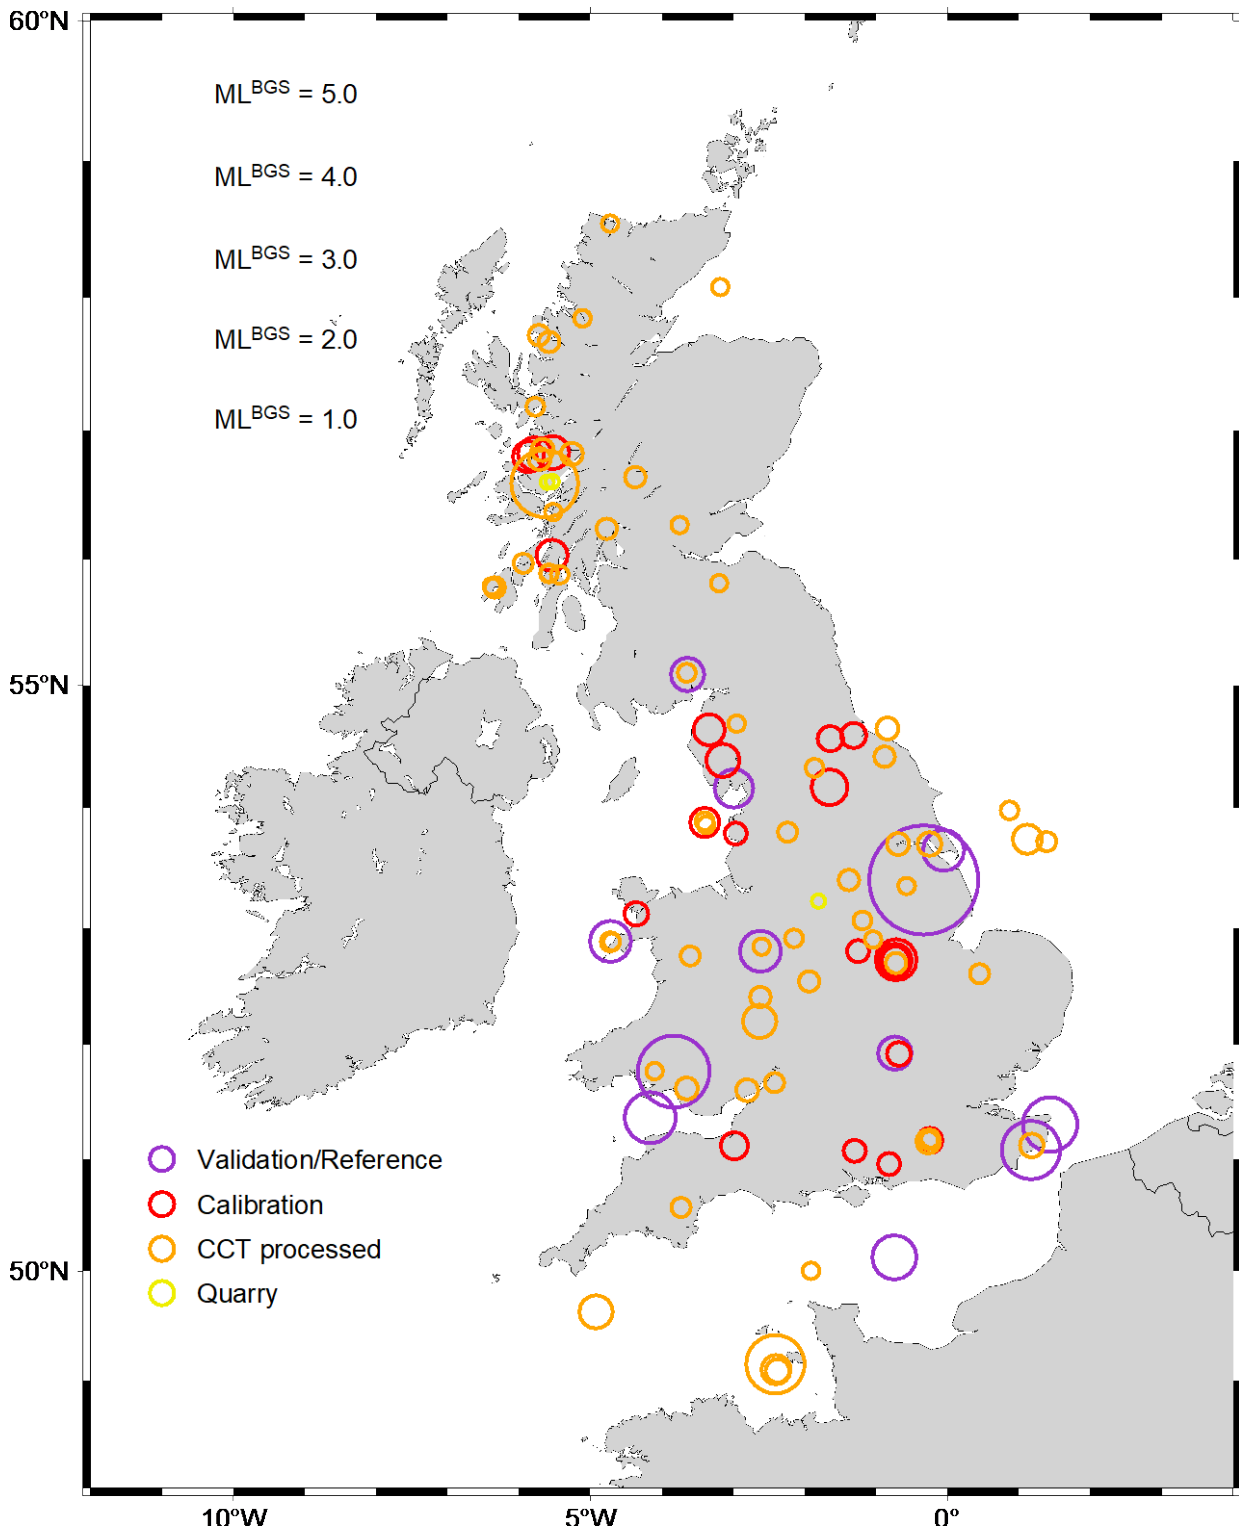 60°N
ML^BGS = 5.0
ML^BGS = 4.0
ML^BGS = 3.0
ML^BGS = 2.0
ML^BGS = 1.0
55°N
Validation/Reference
Calibration
CCT processed
Quarry
50°N
10°W 5°W 0°